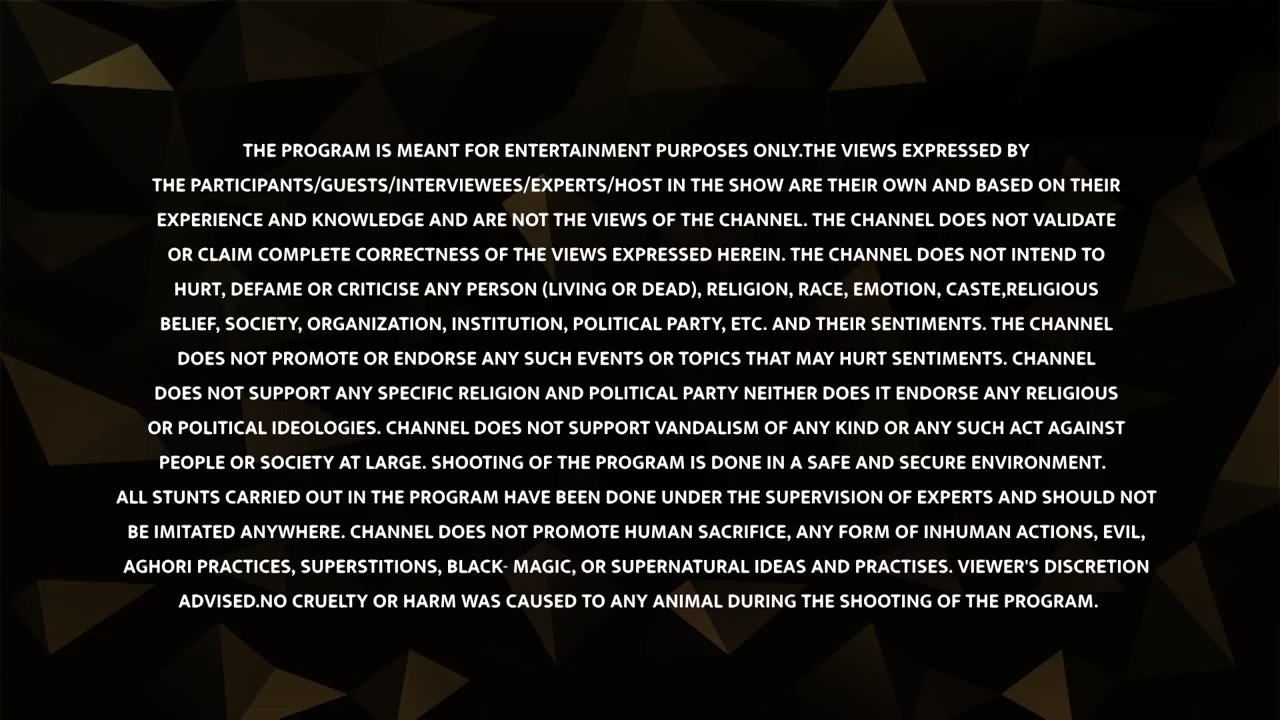 THE PROGRAM IS MEANT FOR ENTERTAINMENT PURPOSES ONLY.THE VIEWS EXPRESSED BY
THE PARTICIPANTS/GUESTS/INTERVIEWEES/EXPERTS/HOST IN THE SHOW ARE THEIR OWN AND BASED ON THEIR
EXPERIENCE AND KNOWLEDGE AND ARE NOT THE VIEWS OF THE CHANNEL. THE CHANNEL DOES NOT VALIDATE
OR CLAIM COMPLETE CORRECTNESS OF THE VIEWS EXPRESSED HEREIN. THE CHANNEL DOES NOT INTEND TO
HURT, DEFAME OR CRITICISE ANY PERSON (LIVING OR DEAD), RELIGION, RACE, EMOTION, CASTE,RELIGIOUS
BELIEF, SOCIETY, ORGANIZATION, INSTITUTION, POLITICAL PARTY, ETC. AND THEIR SENTIMENTS. THE CHANNEL
DOES NOT PROMOTE OR ENDORSE ANY SUCH EVENTS OR TOPICS THAT MAY HURT SENTIMENTS. CHANNEL
DOES NOT SUPPORT ANY SPECIFIC RELIGION AND POLITICAL PARTY NEITHER DOES IT ENDORSE ANY RELIGIOUS
OR POLITICAL IDEOLOGIES. CHANNEL DOES NOT SUPPORT VANDALISM OF ANY KIND OR ANY SUCH ACT AGAINST
PEOPLE OR SOCIETY AT LARGE. SHOOTING OF THE PROGRAM IS DONE IN A SAFE AND SECURE ENVIRONMENT.
ALL STUNTS CARRIED OUT IN THE PROGRAM HAVE BEEN DONE UNDER THE SUPERVISION OF EXPERTS AND SHOULD NOT
BE IMITATED ANYWHERE. CHANNEL DOES NOT PROMOTE HUMAN SACRIFICE, ANY FORM OF INHUMAN ACTIONS, EVIL,
AGHORI PRACTICES, SUPERSTITIONS, BLACK- MAGIC, OR SUPERNATURAL IDEAS AND PRACTISES. VIEWER'S DISCRETION
ADVISED.NO CRUELTY OR HARM WAS CAUSED TO ANY ANIMAL DURING THE SHOOTING OF THE PROGRAM.